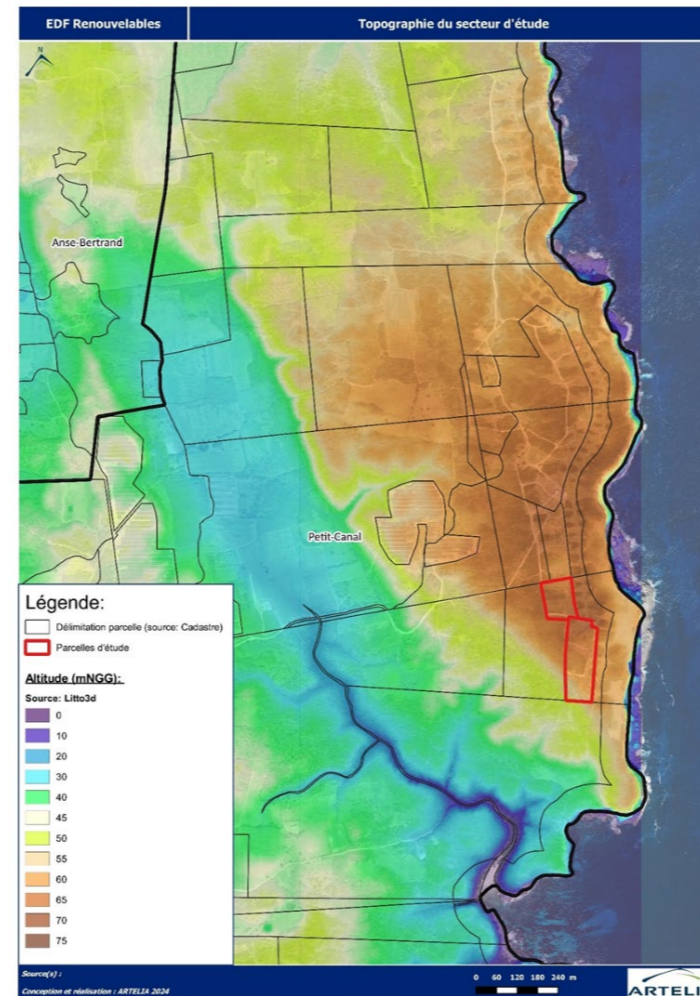 EDF Renouvelables
Topographie du secteur d'étude
N
Anse-Bertrand
Petit-Canal
Légende:
Délimitation parcelle (source: Cadastre)
Parcelles d'étude
Altitude (mNGG):
Source: Litto3d
0
10
20
30
40
45
50
55
60
65
70
75
Source(s) :
Conception et réalisation : ARTELIA 2024
0 60 120 180 240 m
ARTELI